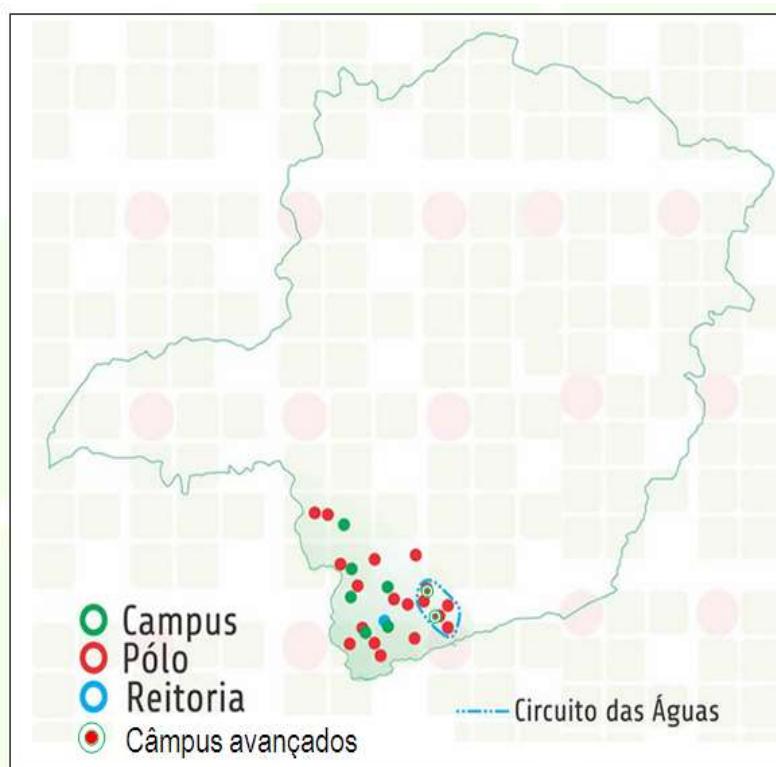 Campus
Pólo
Reitoria
Câmpus avançados
Circuito das Águas